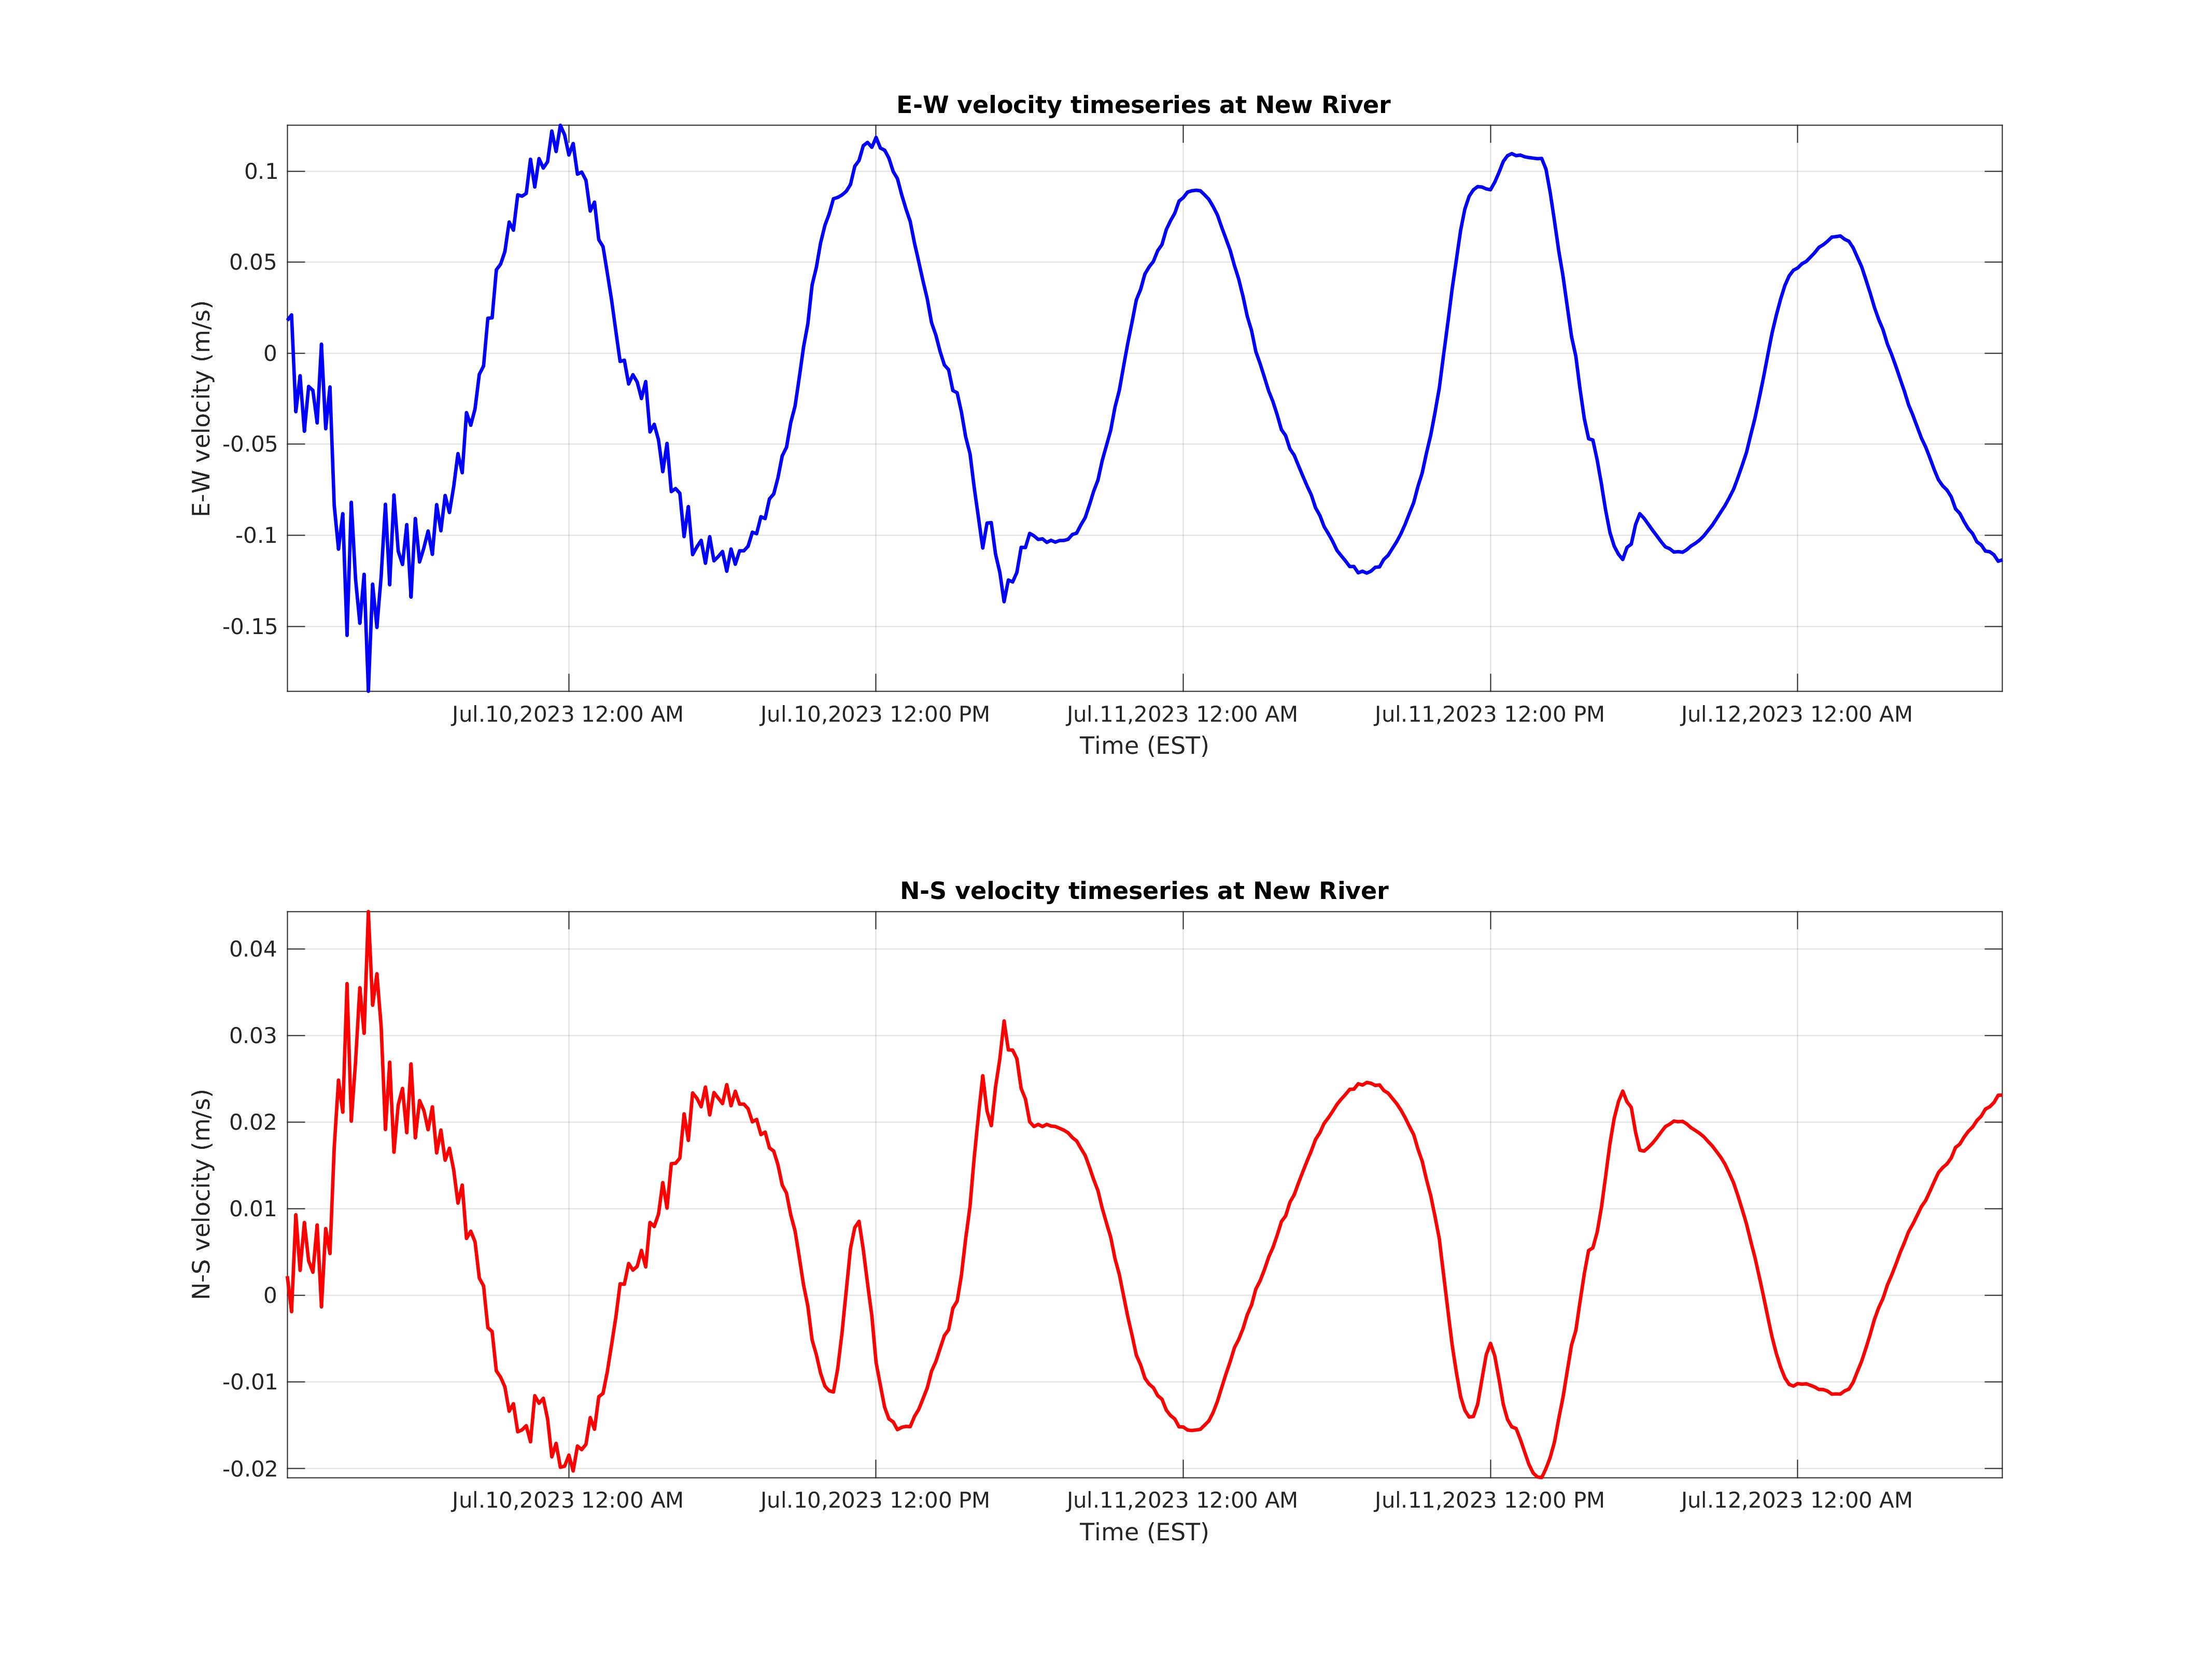 E-W velocity timeseries at New River
E-W velocity (m/s)
0.1
0.05
0
-0.05
-0.1
-0.15
Jul.10,2023 12:00 AM
Jul.10,2023 12:00 PM
Jul.11,2023 12:00 AM
Jul.11,2023 12:00 PM
Jul.12,2023 12:00 AM
Time (EST)
N-S velocity timeseries at New River
N-S velocity (m/s)
0.04
0.03
0.02
0.01
0
-0.01
-0.02
Jul.10,2023 12:00 AM
Jul.10,2023 12:00 PM
Jul.11,2023 12:00 AM
Jul.11,2023 12:00 PM
Jul.12,2023 12:00 AM
Time (EST)